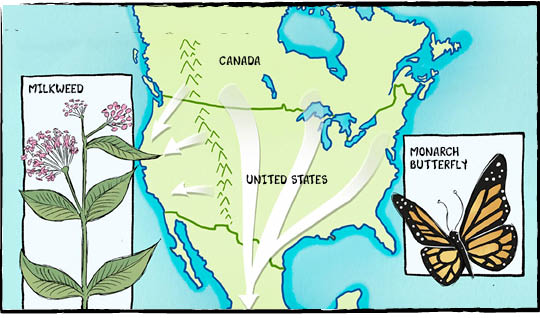 CANADA
MILKWEED
MONARCH
BUTTERFLY
UNITED STATES